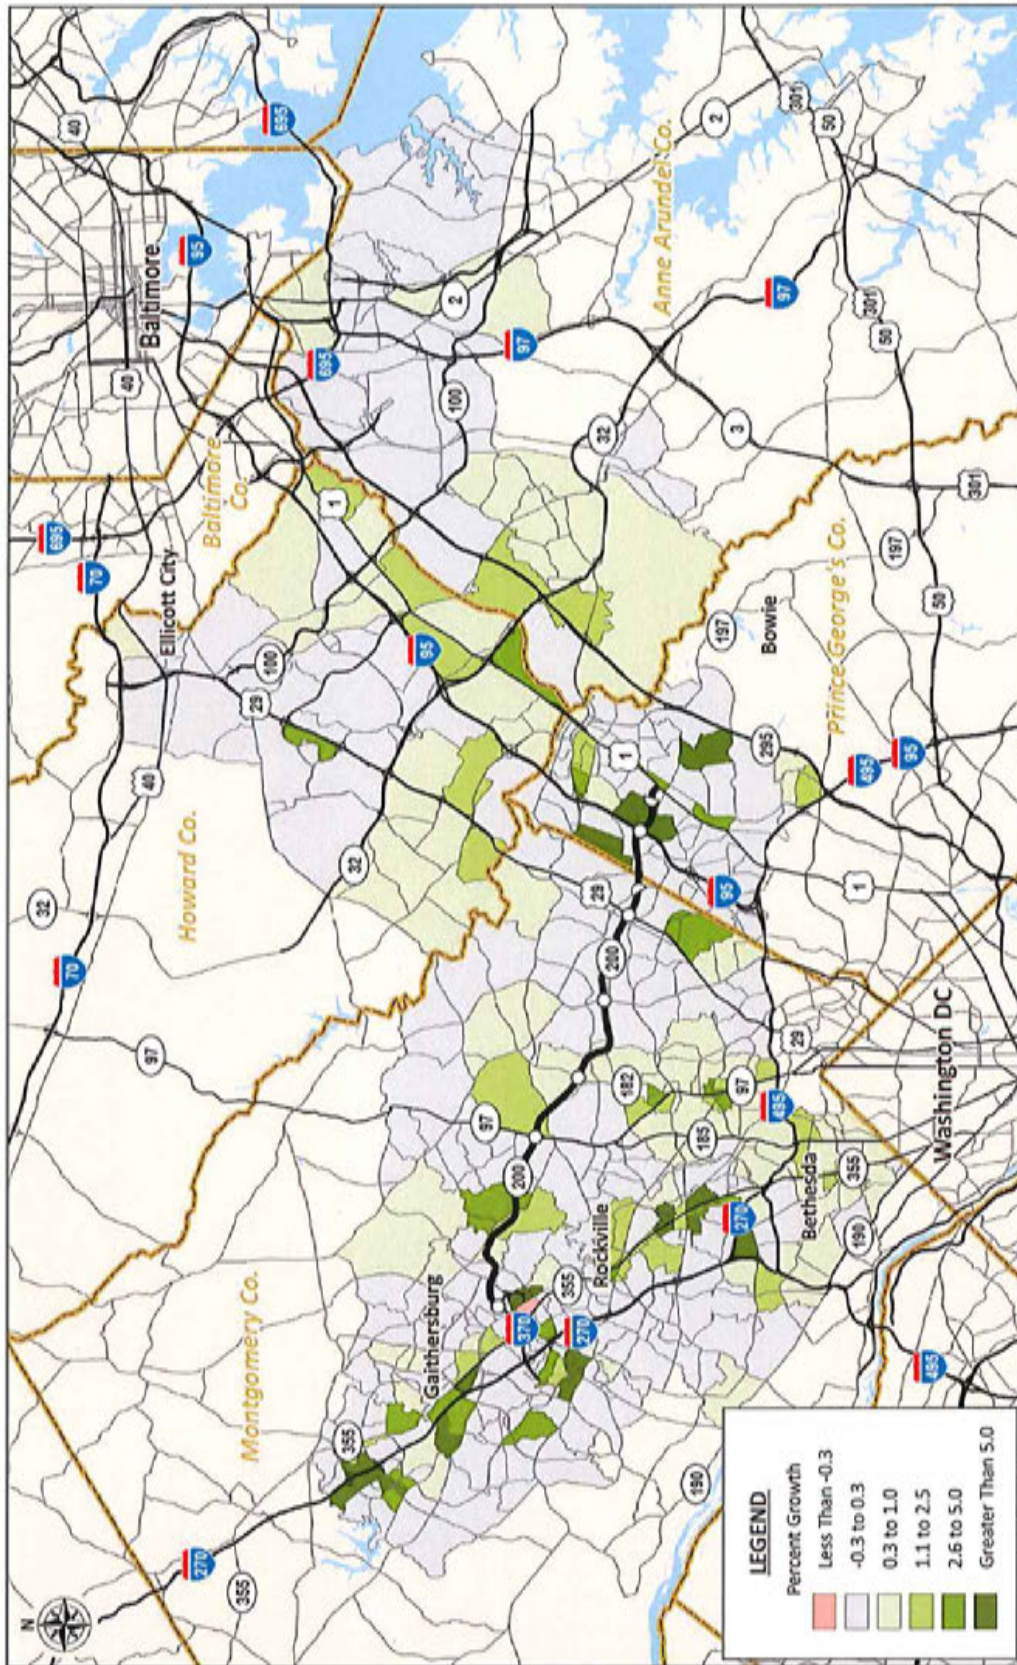 N
LEGEND
Percent Growth
Less Than -0.3
-0.3 to 0.3
0.3 to 1.0
1.1 to 2.5
2.6 to 5.0
Greater Than 5.0
Montgomery Co.
Howard Co.
Baltimore
Co.
Anne Arundel Co.
Prince George's Co.
Gaithersburg
Rockville
Bethesda
Washington DC
Ellicott City
Baltimore
Bowie
270
355
355
190
370
270
355
270
190
355
495
495
200
97
97
185
182
97
29
200
29
95
1
1
295
495
95
50
197
197
301
3
32
32
32
70
40
29
100
95
70
695
1
40
95
40
695
695
2
100
97
97
2
301
50
301
50